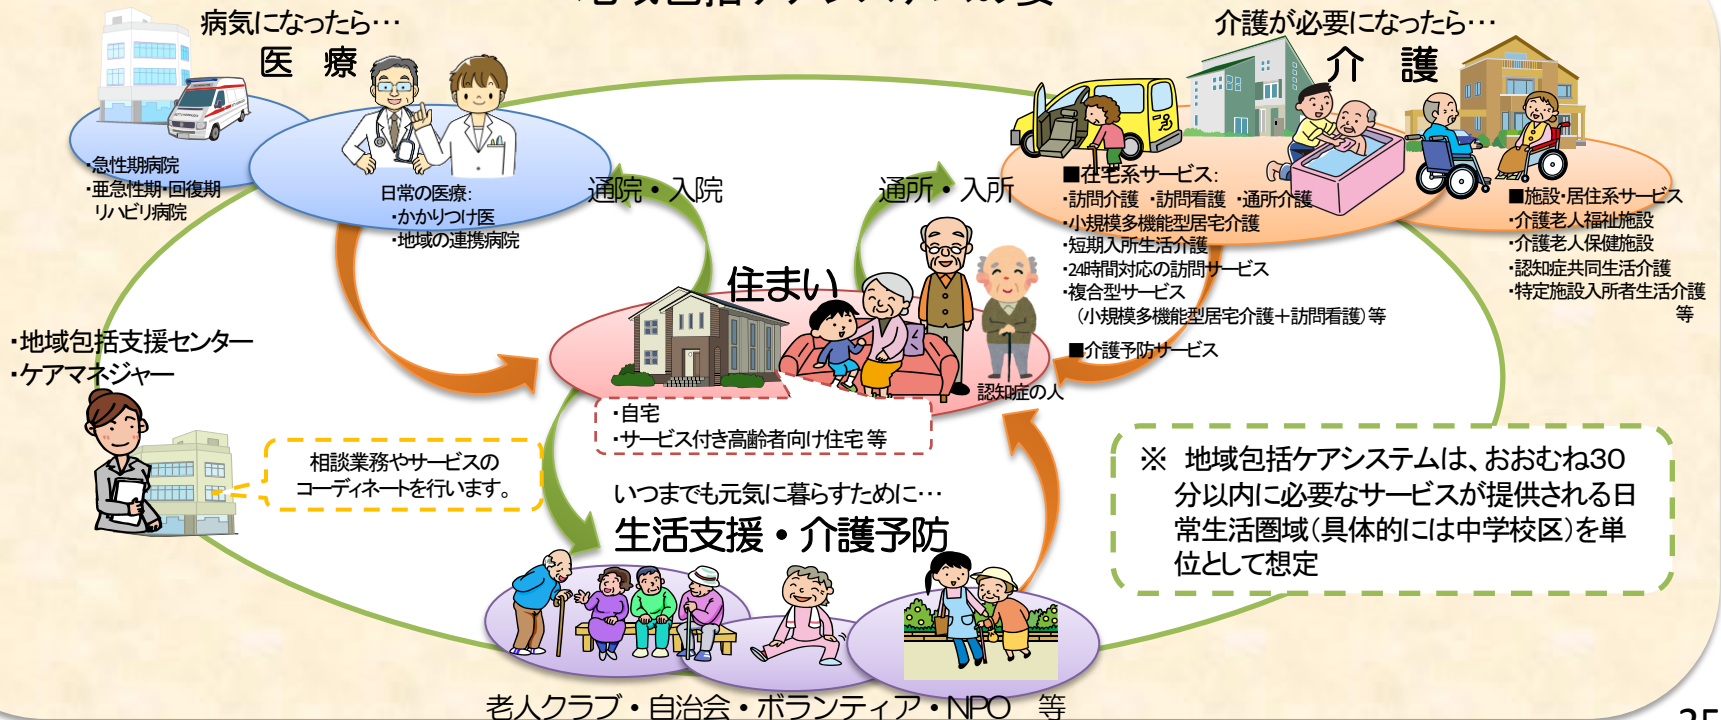 病気になったら…
医 療
・急性期病院
・亜急性期・回復期
リハビリ病院
日常の医療:
・かかりつけ医
・地域の連携病院
通院・入院
通所・入所
介護が必要になったら…
介 護
■在宅系サービス:
・訪問介護 ・訪問看護 ・通所介護
・小規模多機能型居宅介護
・短期入所生活介護
・24時間対応の訪問サービス
・複合型サービス
（小規模多機能型居宅介護＋訪問看護）等
■介護予防サービス
■施設・居住系サービス
・介護老人福祉施設
・介護老人保健施設
・認知症共同生活介護
・特定施設入所者生活介護
等
住まい
認知症の人
・自宅
・サービス付き高齢者向け住宅 等
・地域包括支援センター
・ケアマネジャー
相談業務やサービスの
コーディネートを行います。
いつまでも元気に暮らすために…
生活支援・介護予防
老人クラブ・自治会・ボランティア・NPO 等
※ 地域包括ケアシステムは、おおむね30
分以内に必要なサービスが提供される日
常生活圏域（具体的には中学校区）を単
位として想定